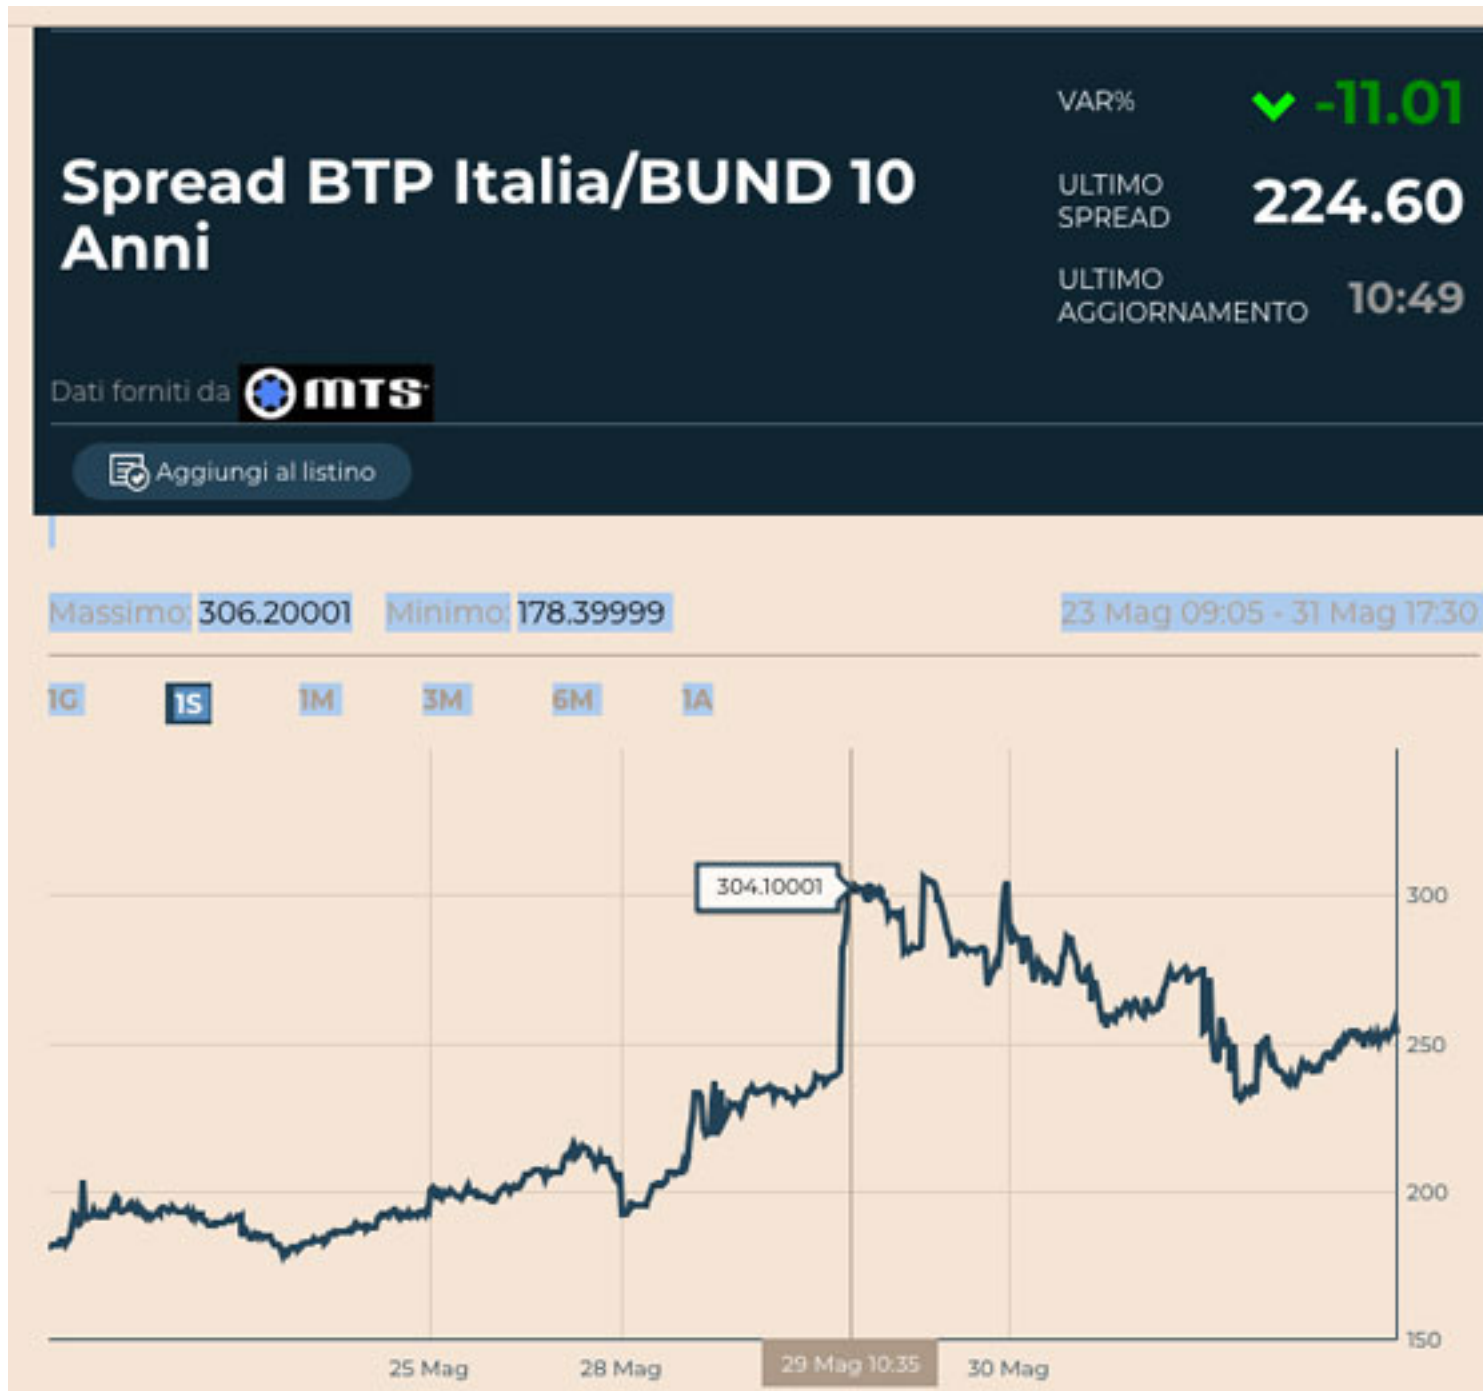 VAR%
-11.01
Spread BTP Italia/BUND 10
Anni
ULTIMO
SPREAD
224.60
ULTIMO
AGGIORNAMENTO
10:49
Dati forniti da MTS
Aggiungi al listino
Massimo: 306.20001 Minimo: 178.39999 23 Mag 09:05 - 31 Mag 17:30
1G 1S 1M 3M 6M 1A
304.10001
300
250
200
150
25 Mag 28 Mag 29 Mag 10:35 30 Mag